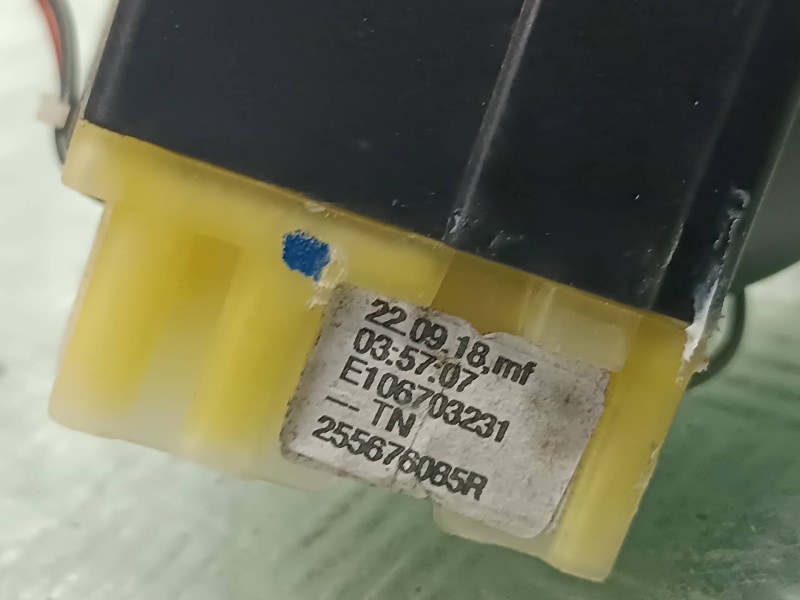 22.09.18,mf
03:57:07
E106703231
-- TN
255676085R